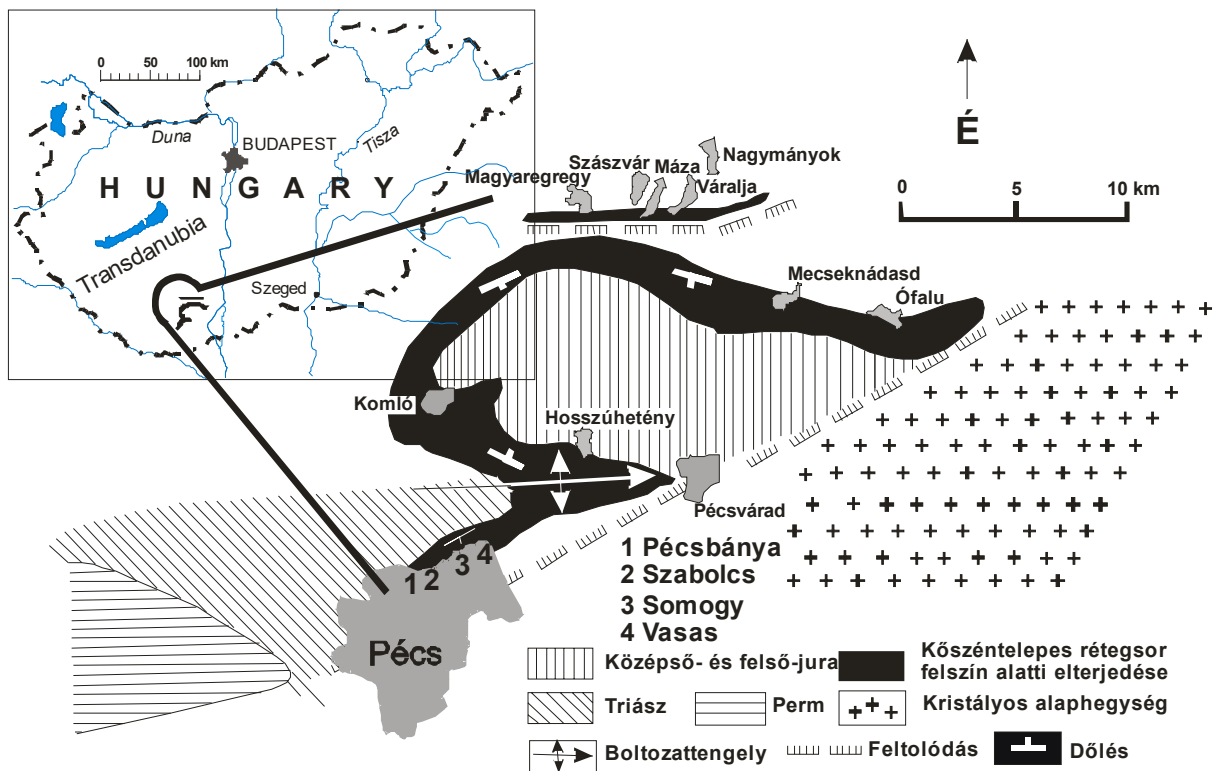 0 50 100 km
Duna
BUDAPEST
Tisza
HUNGARY
Transdanubia
Szeged
É
0 5 10 km
Nagymányok
Szászvár
Máza
Magyaregregy
Váralja
Mecseknádasd
Ófalu
Komló
Hosszúhetény
Pécsvárad
1 2 3 4
Pécs
1 Pécsbánya
2 Szabolcs
3 Somogy
4 Vasas
Középső- és felső-jura
Kőszéntelepes rétegsor
felszín alatti elterjedése
Triász
Perm
Kristályos alaphegység
Boltozattengely
Feltolódás
Dőlés